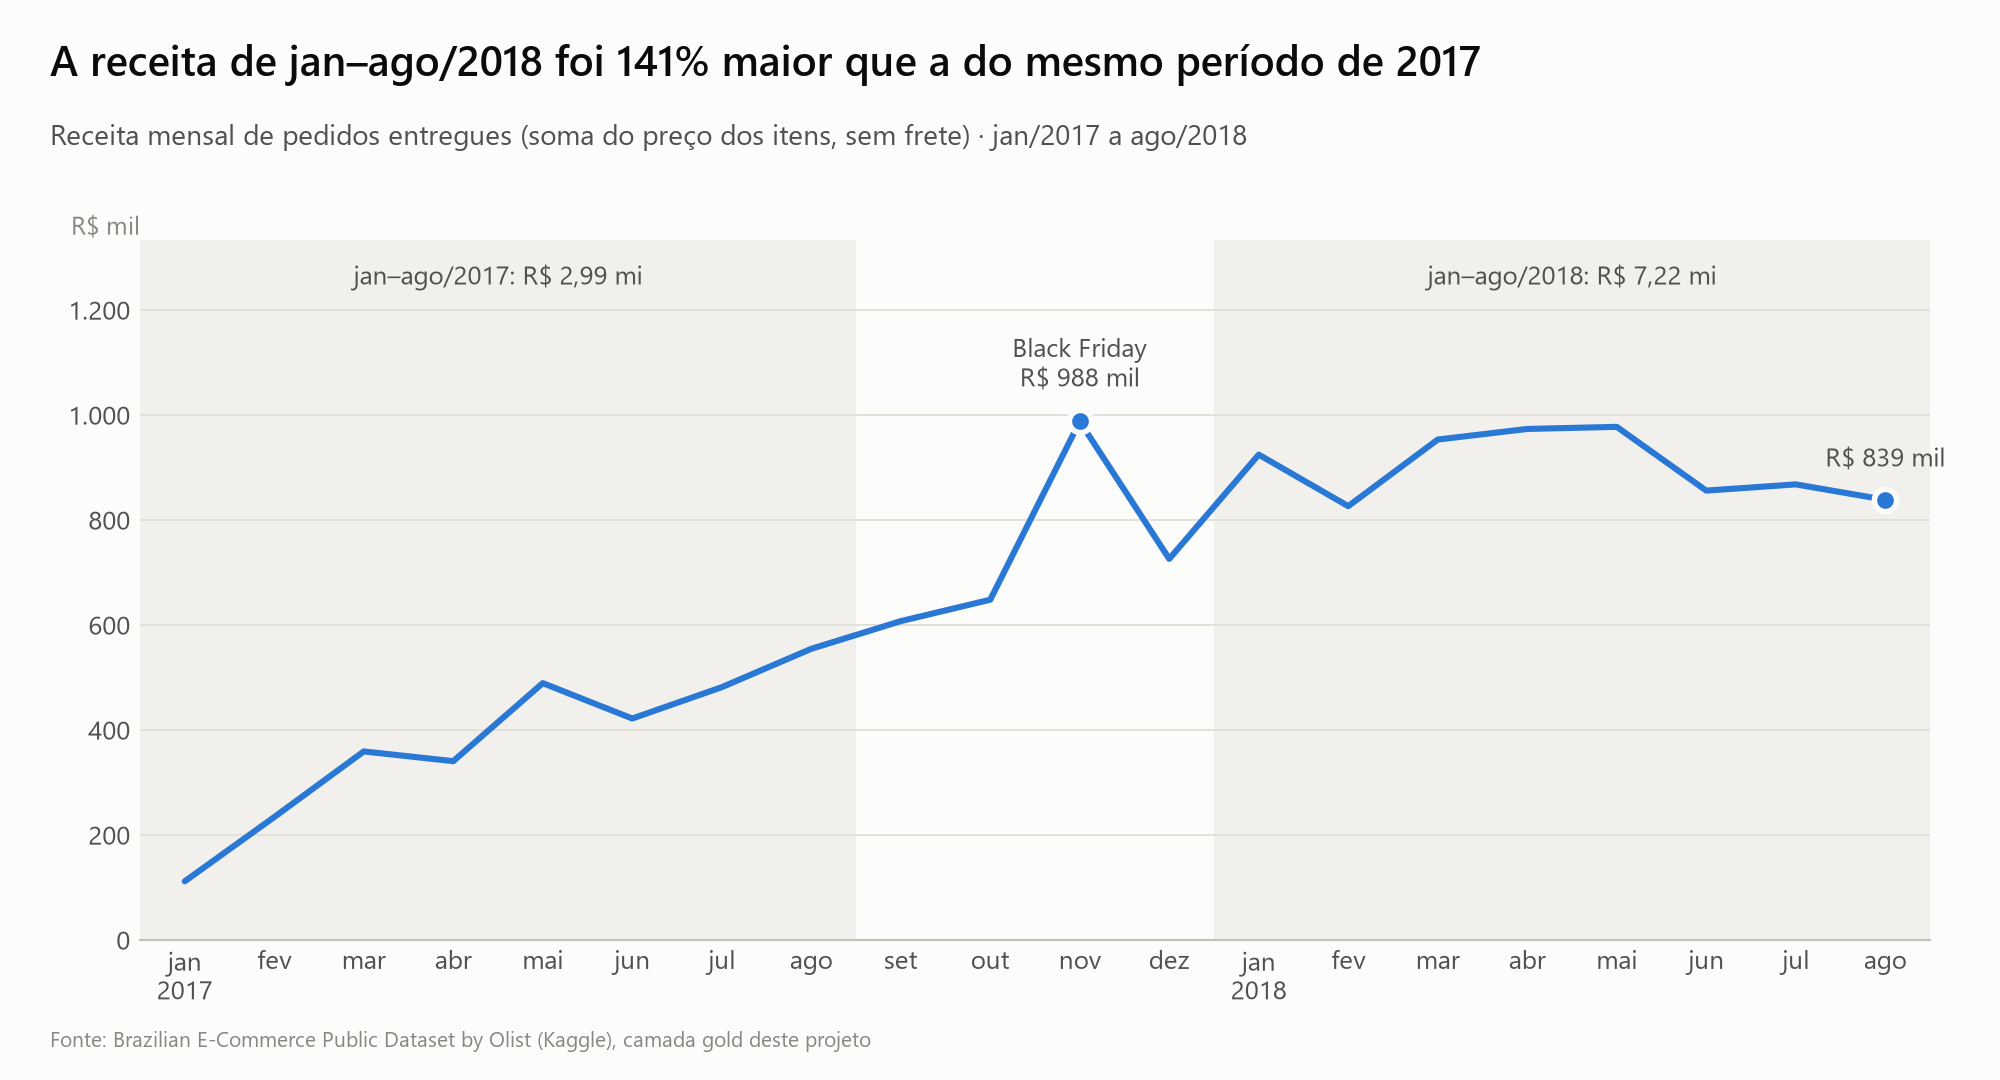 A receita de jan–ago/2018 foi 141% maior que a do mesmo período de 2017
Receita mensal de pedidos entregues (soma do preço dos itens, sem frete) · jan/2017 a ago/2018
R$ mil
jan–ago/2017: R$ 2,99 mi
jan–ago/2018: R$ 7,22 mi
1.200
Black Friday
R$ 988 mil
1.000
R$ 839 mil
800
600
400
200
0
jan fev mar abr mai jun jul ago set out nov dez jan fev mar abr mai jun jul ago
2017 2018
Fonte: Brazilian E-Commerce Public Dataset by Olist (Kaggle), camada gold deste projeto